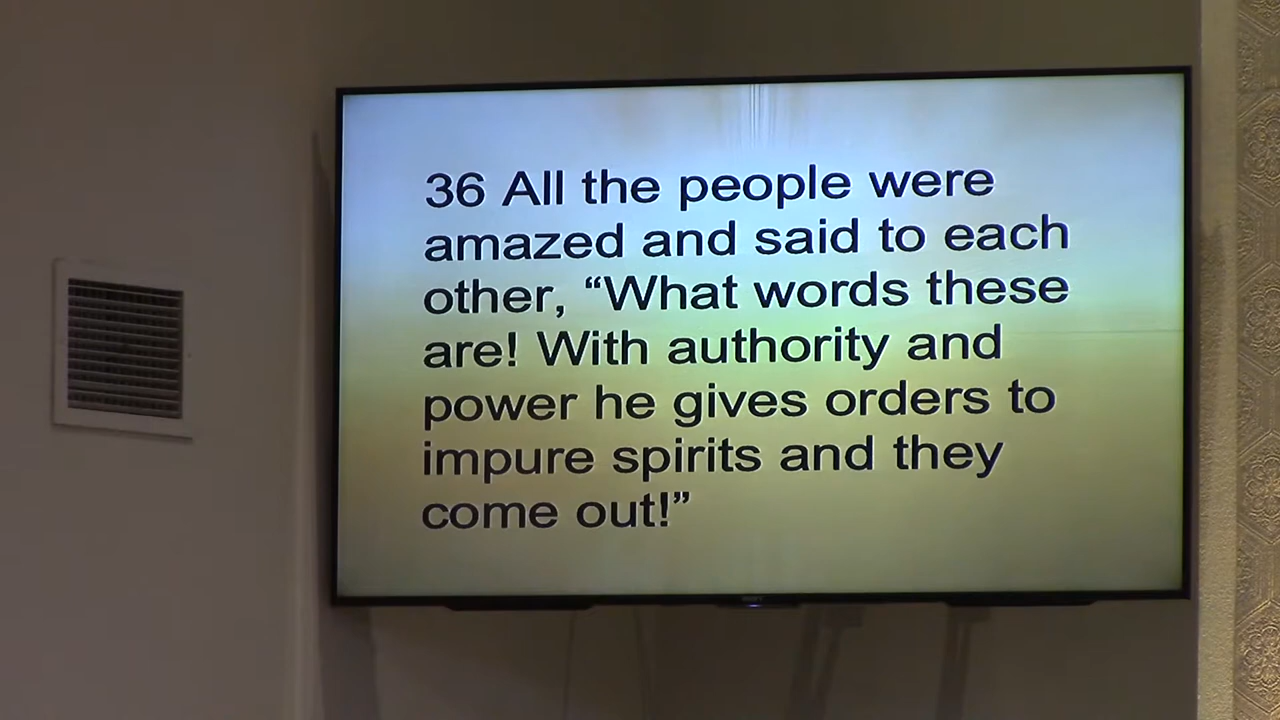 36 All the people were
amazed and said to each
other, “What words these
are! With authority and
power he gives orders to
impure spirits and they
come out!”
SONY